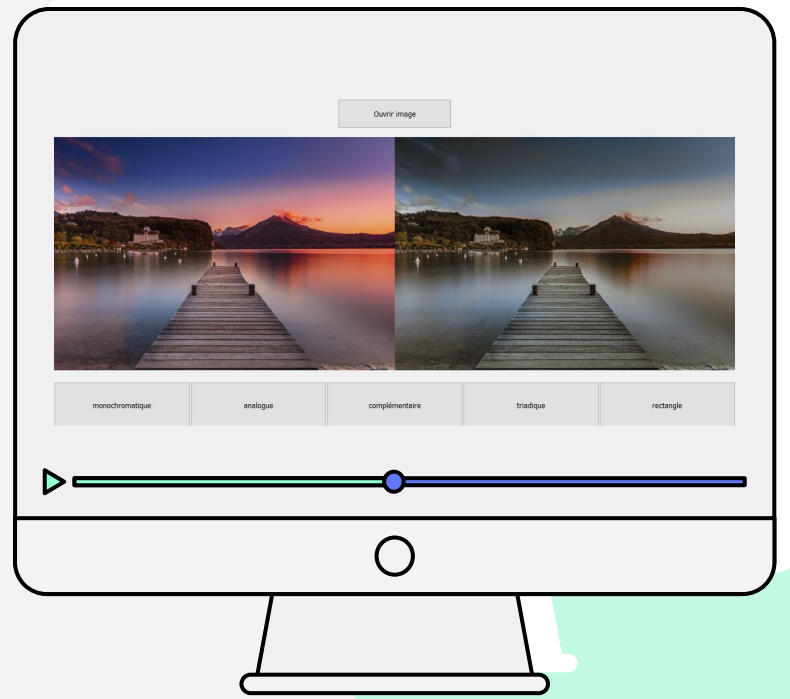 Ouvrir image
monochromatique
analogue
complémentaire
triadique
rectangle